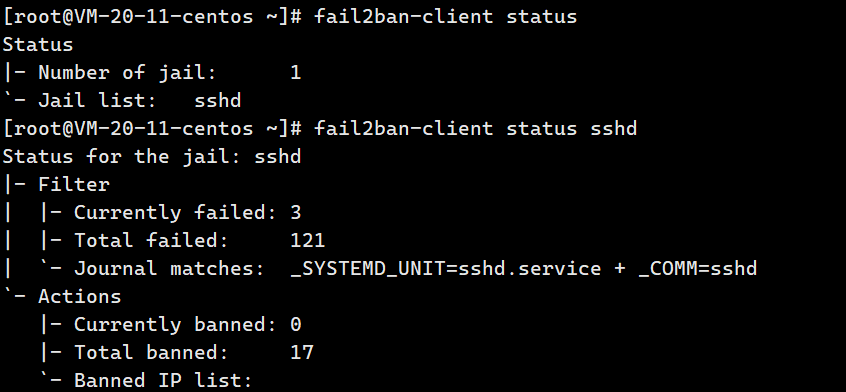 [root@VM-20-11-centos ~]# fail2ban-client status
Status
|- Number of jail:      1
`- Jail list:   sshd
[root@VM-20-11-centos ~]# fail2ban-client status sshd
Status for the jail: sshd
|- Filter
|  |- Currently failed: 3
|  |- Total failed:     121
|  `- Journal matches:  _SYSTEMD_UNIT=sshd.service + _COMM=sshd
`- Actions
   |- Currently banned: 0
   |- Total banned:     17
   `- Banned IP list: